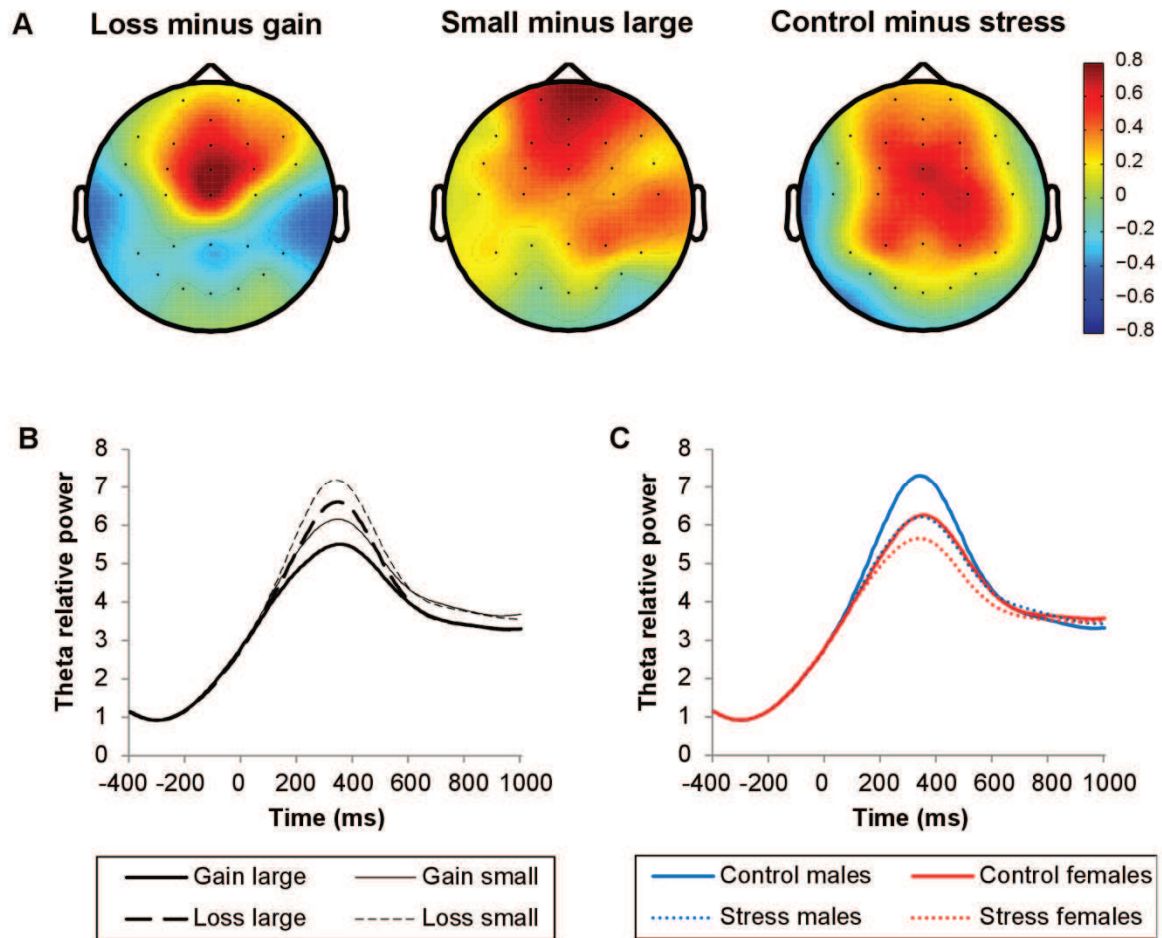 A
Loss minus gain
Small minus large
Control minus stress
0.8
0.6
0.4
0.2
0
−0.2
−0.4
−0.6
−0.8
B
Theta relative power
8
7
6
5
4
3
2
1
0
-400 -200 0 200 400 600 800 1000
Time (ms)
Gain large
Gain small
Loss large
Loss small
C
Theta relative power
8
7
6
5
4
3
2
1
0
-400 -200 0 200 400 600 800 1000
Time (ms)
Control males
Control females
Stress males
Stress females